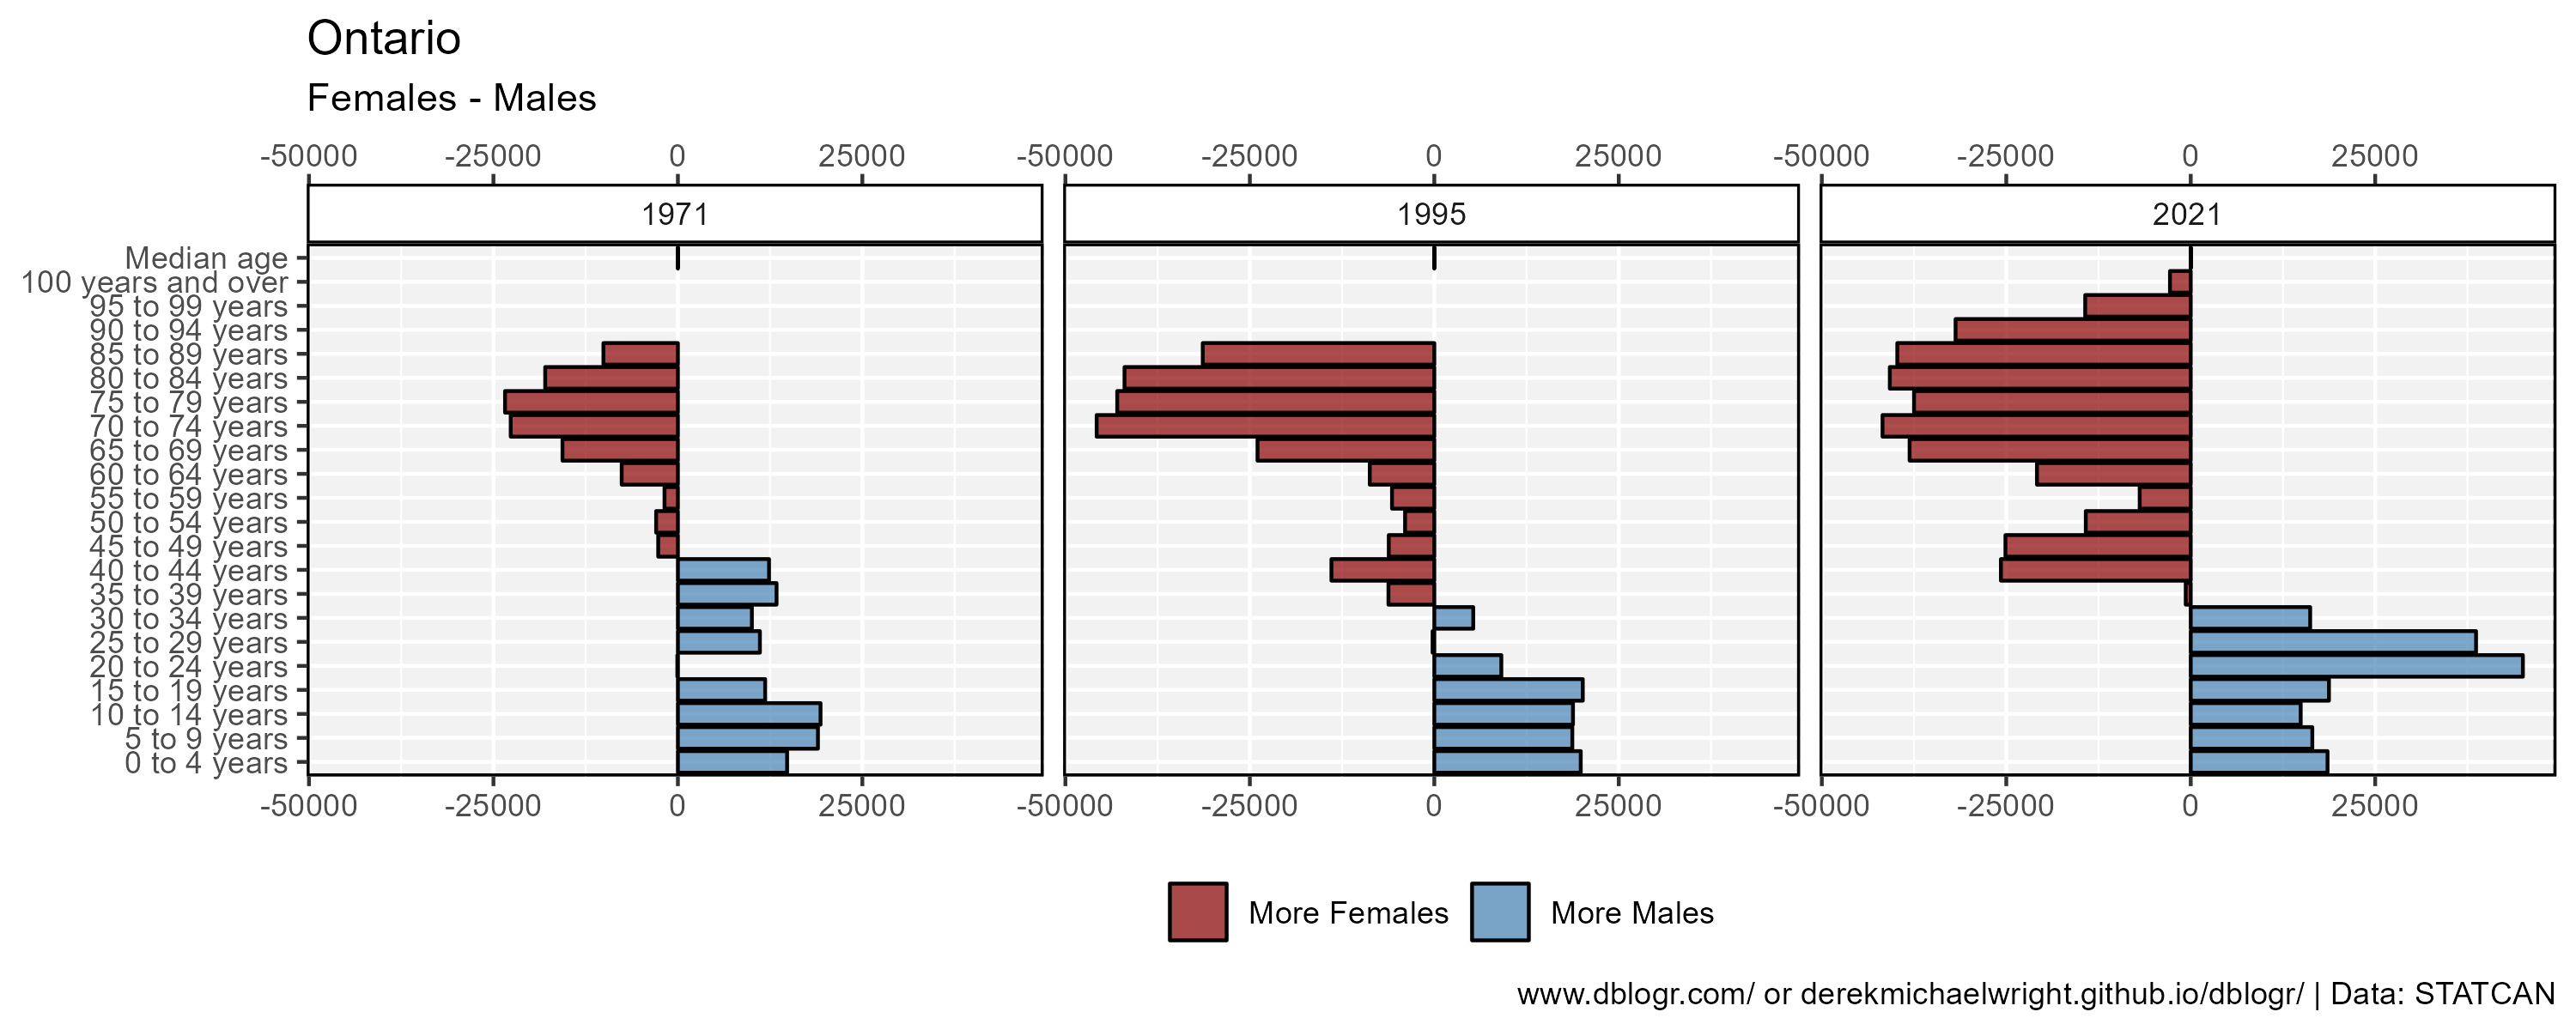 Ontario
Females - Males
-50000 -25000 0 25000 -50000 -25000 0 25000 -50000 -25000 0 25000
1971 1995 2021
Median age
100 years and over
95 to 99 years
90 to 94 years
85 to 89 years
80 to 84 years
75 to 79 years
70 to 74 years
65 to 69 years
60 to 64 years
55 to 59 years
50 to 54 years
45 to 49 years
40 to 44 years
35 to 39 years
30 to 34 years
25 to 29 years
20 to 24 years
15 to 19 years
10 to 14 years
5 to 9 years
0 to 4 years
-50000 -25000 0 25000 -50000 -25000 0 25000 -50000 -25000 0 25000
More Females More Males
www.dblogr.com/ or derekmichaelwright.github.io/dblogr/ | Data: STATCAN